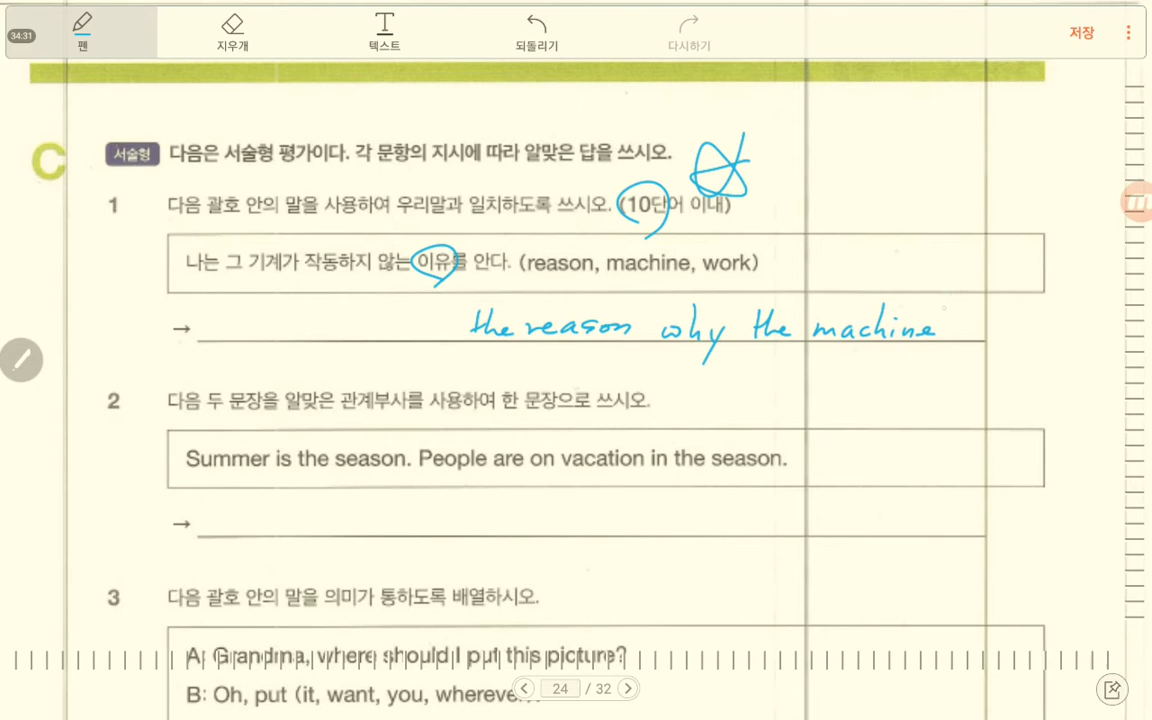 34:31
펜
지우개
텍스트
되돌리기
다시하기
저장
C
서술형 다음은 서술형 평가이다. 각 문항의 지시에 따라 알맞은 답을 쓰시오.
1 다음 괄호 안의 말을 사용하여 우리말과 일치하도록 쓰시오. (10단어 이내)
나는 그 기계가 작동하지 않는 이유를 안다. (reason, machine, work)
→ the reason why the machine
2 다음 두 문장을 알맞은 관계부사를 사용하여 한 문장으로 쓰시오.
Summer is the season. People are on vacation in the season.
→
3 다음 괄호 안의 말을 의미가 통하도록 배열하시오.
A: Grandma, where should I put this picture?
B: Oh, put (it, want, you, wherever
24 / 32